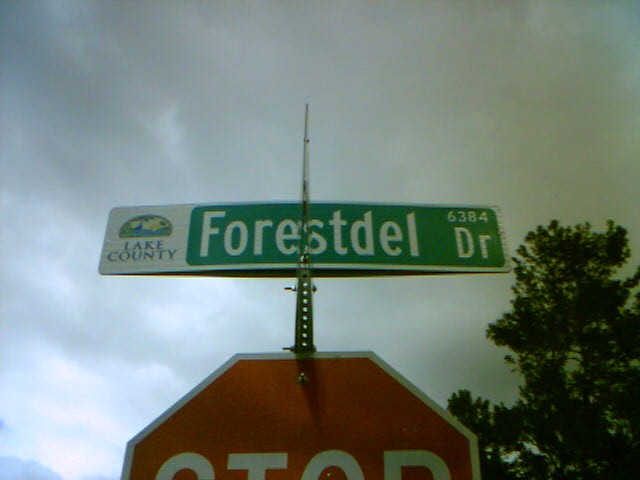 LAKE
COUNTY
Forestdel
6384
Dr
STOP